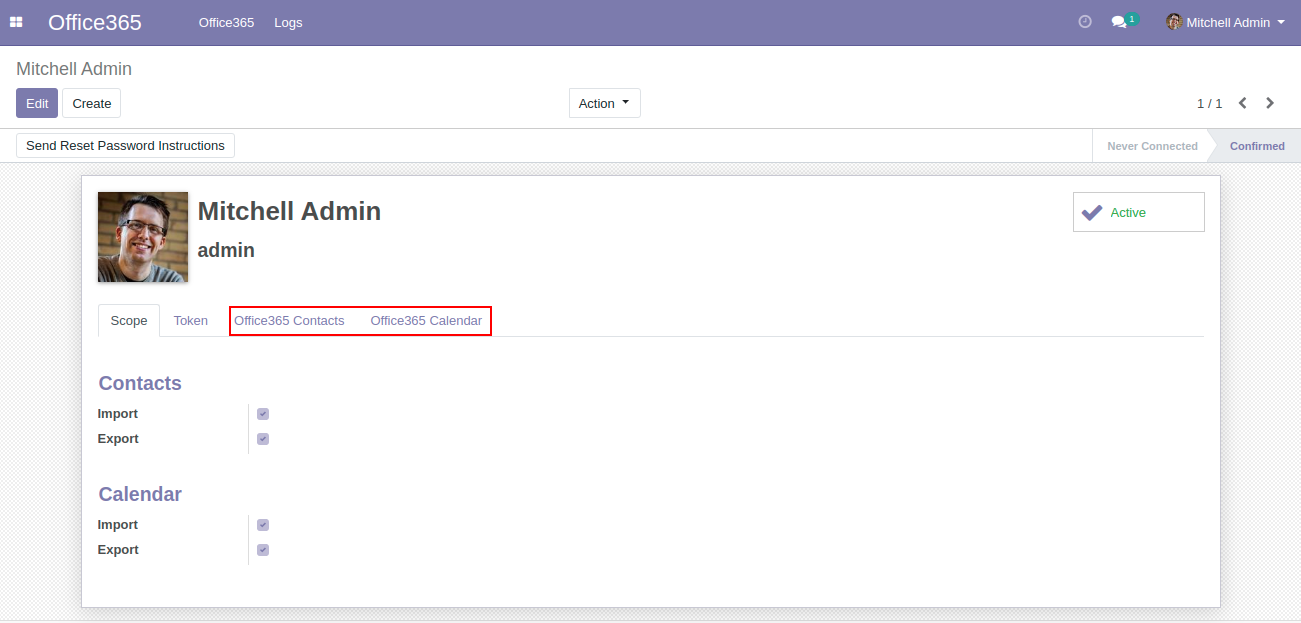 Office365 Office365 Logs 1 Mitchell Admin
Mitchell Admin
Edit Create Action 1 / 1
Send Reset Password Instructions Never Connected Confirmed
Mitchell Admin Active
admin
Scope Token Office365 Contacts Office365 Calendar
Contacts
Import
Export
Calendar
Import
Export